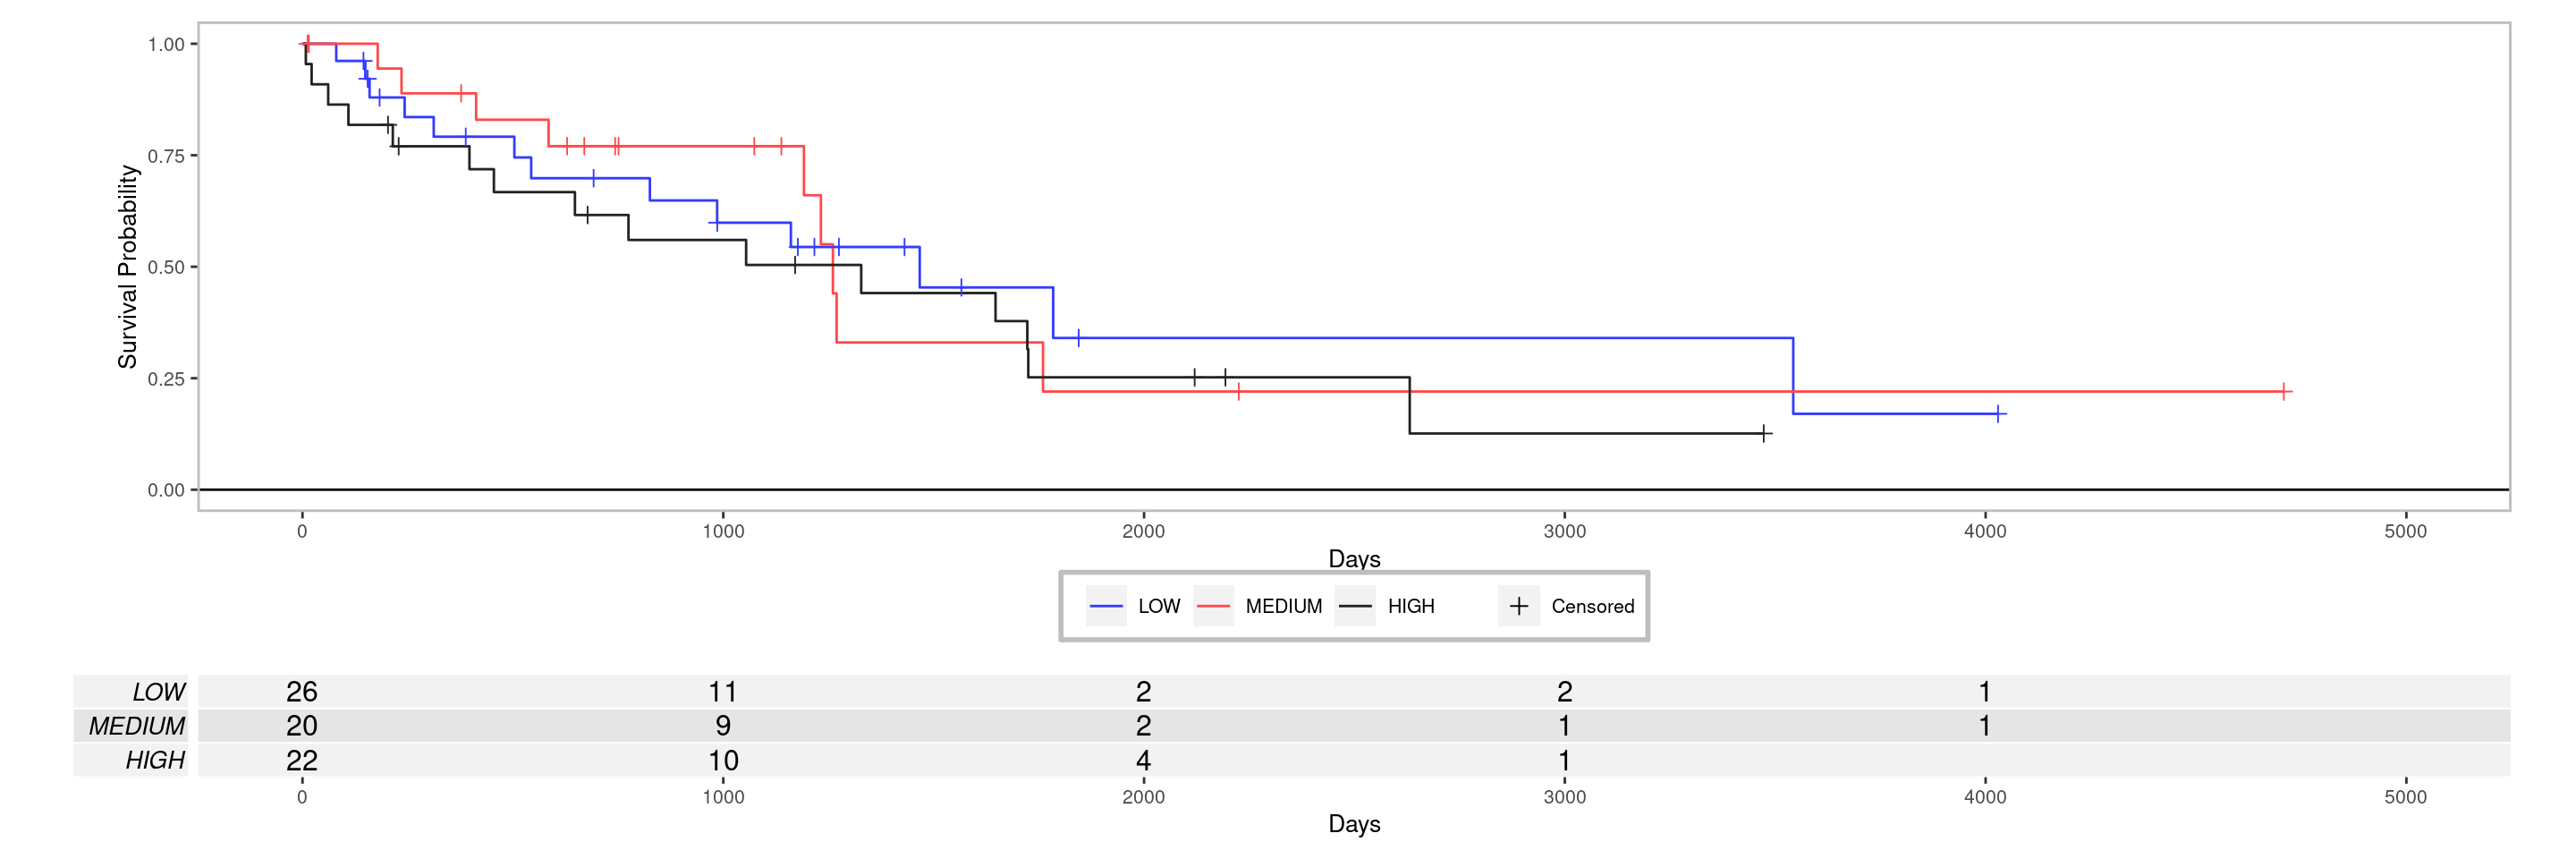 1.00
0.75
0.50
0.25
0.00
Survival Probability
0 1000 2000 3000 4000 5000
Days
LOW MEDIUM HIGH Censored
LOW 26 11 2 2 1
MEDIUM 20 9 2 1 1
HIGH 22 10 4 1
0 1000 2000 3000 4000 5000
Days